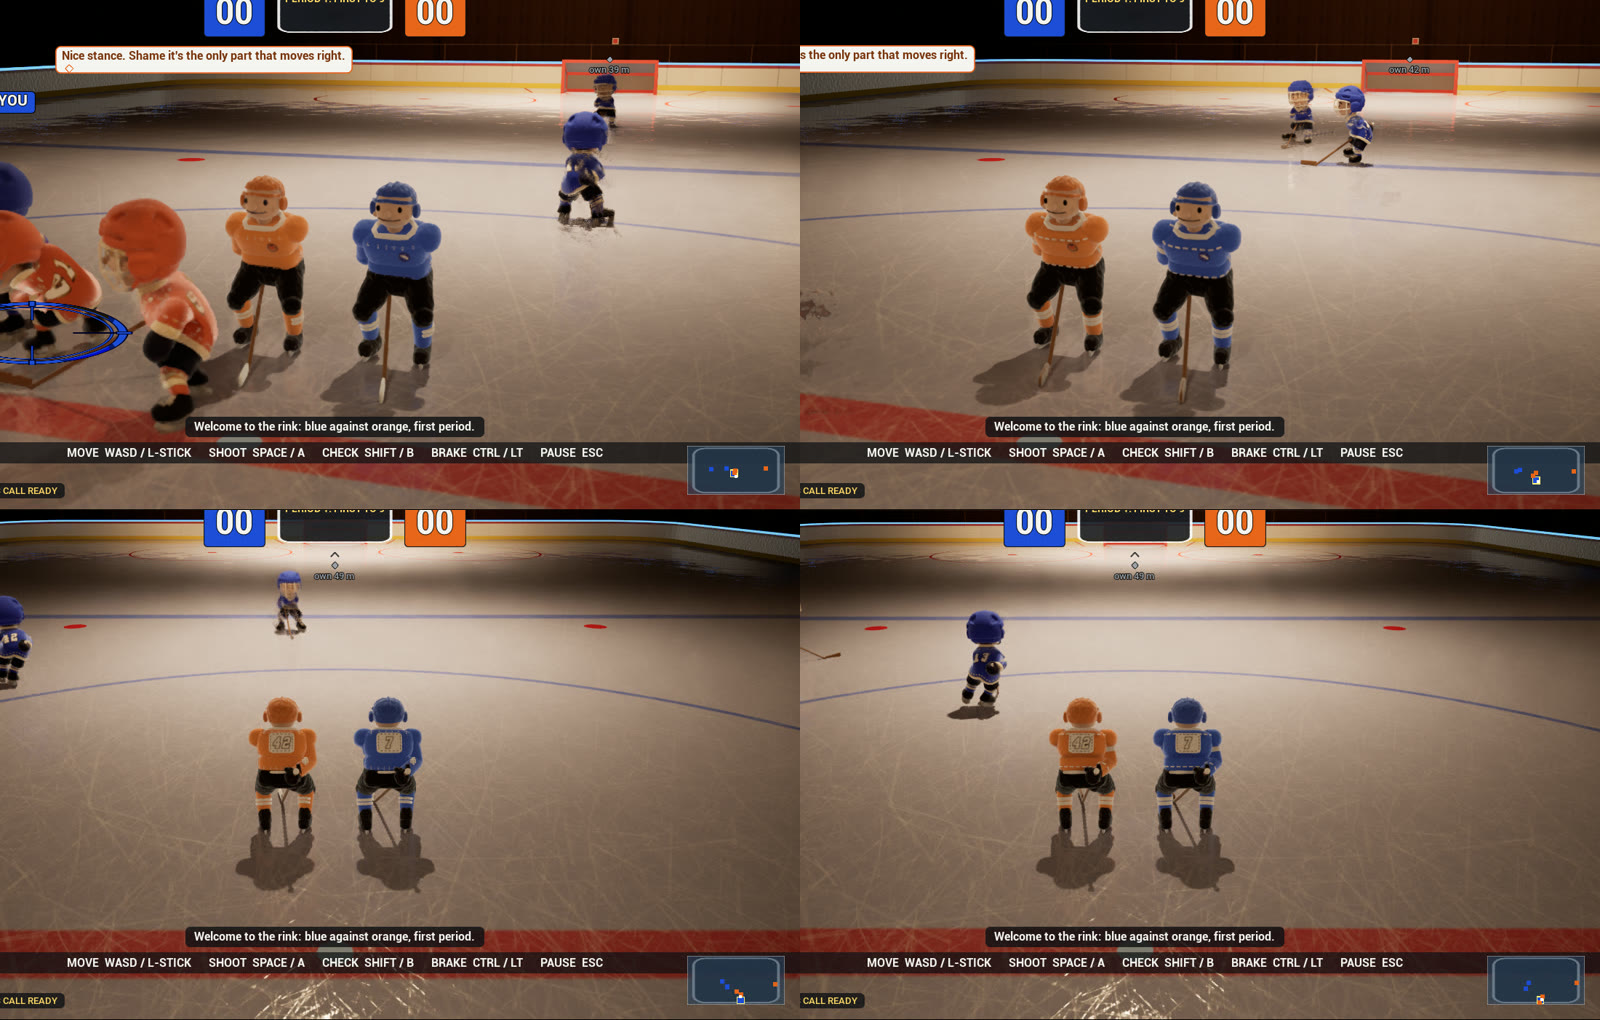 00
00
Nice stance. Shame it's the only part that moves right.
own 39 m
YOU
Welcome to the rink: blue against orange, first period.
MOVE WASD / L-STICK SHOOT SPACE / A CHECK SHIFT / B BRAKE CTRL / LT PAUSE ESC
CALL READY
00
00
s the only part that moves right.
own 42 m
Welcome to the rink: blue against orange, first period.
MOVE WASD / L-STICK SHOOT SPACE / A CHECK SHIFT / B BRAKE CTRL / LT PAUSE ESC
CALL READY
00
00
own 49 m
42
42
7
Welcome to the rink: blue against orange, first period.
MOVE WASD / L-STICK SHOOT SPACE / A CHECK SHIFT / B BRAKE CTRL / LT PAUSE ESC
CALL READY
00
00
own 49 m
13
42
7
Welcome to the rink: blue against orange, first period.
MOVE WASD / L-STICK SHOOT SPACE / A CHECK SHIFT / B BRAKE CTRL / LT PAUSE ESC
CALL READY